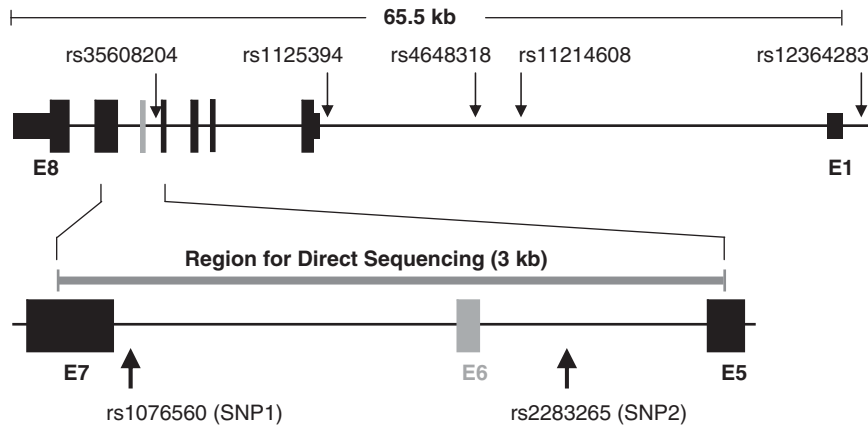 65.5 kb
rs35608204 rs1125394 rs4648318 rs11214608 rs12364283
E8 E1
Region for Direct Sequencing (3 kb)
E7 E6 E5
rs1076560 (SNP1) rs2283265 (SNP2)